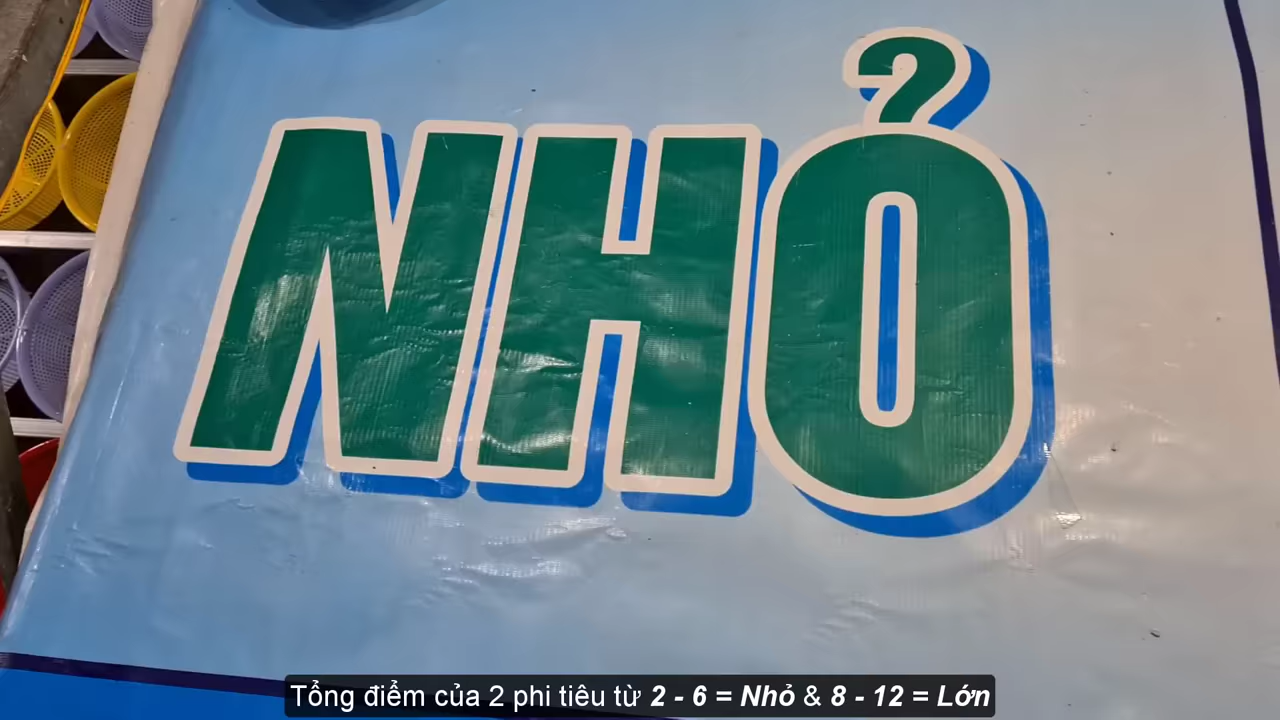 NHỎ
Tổng điểm của 2 phi tiêu từ 2 - 6 = Nhỏ & 8 - 12 = Lớn